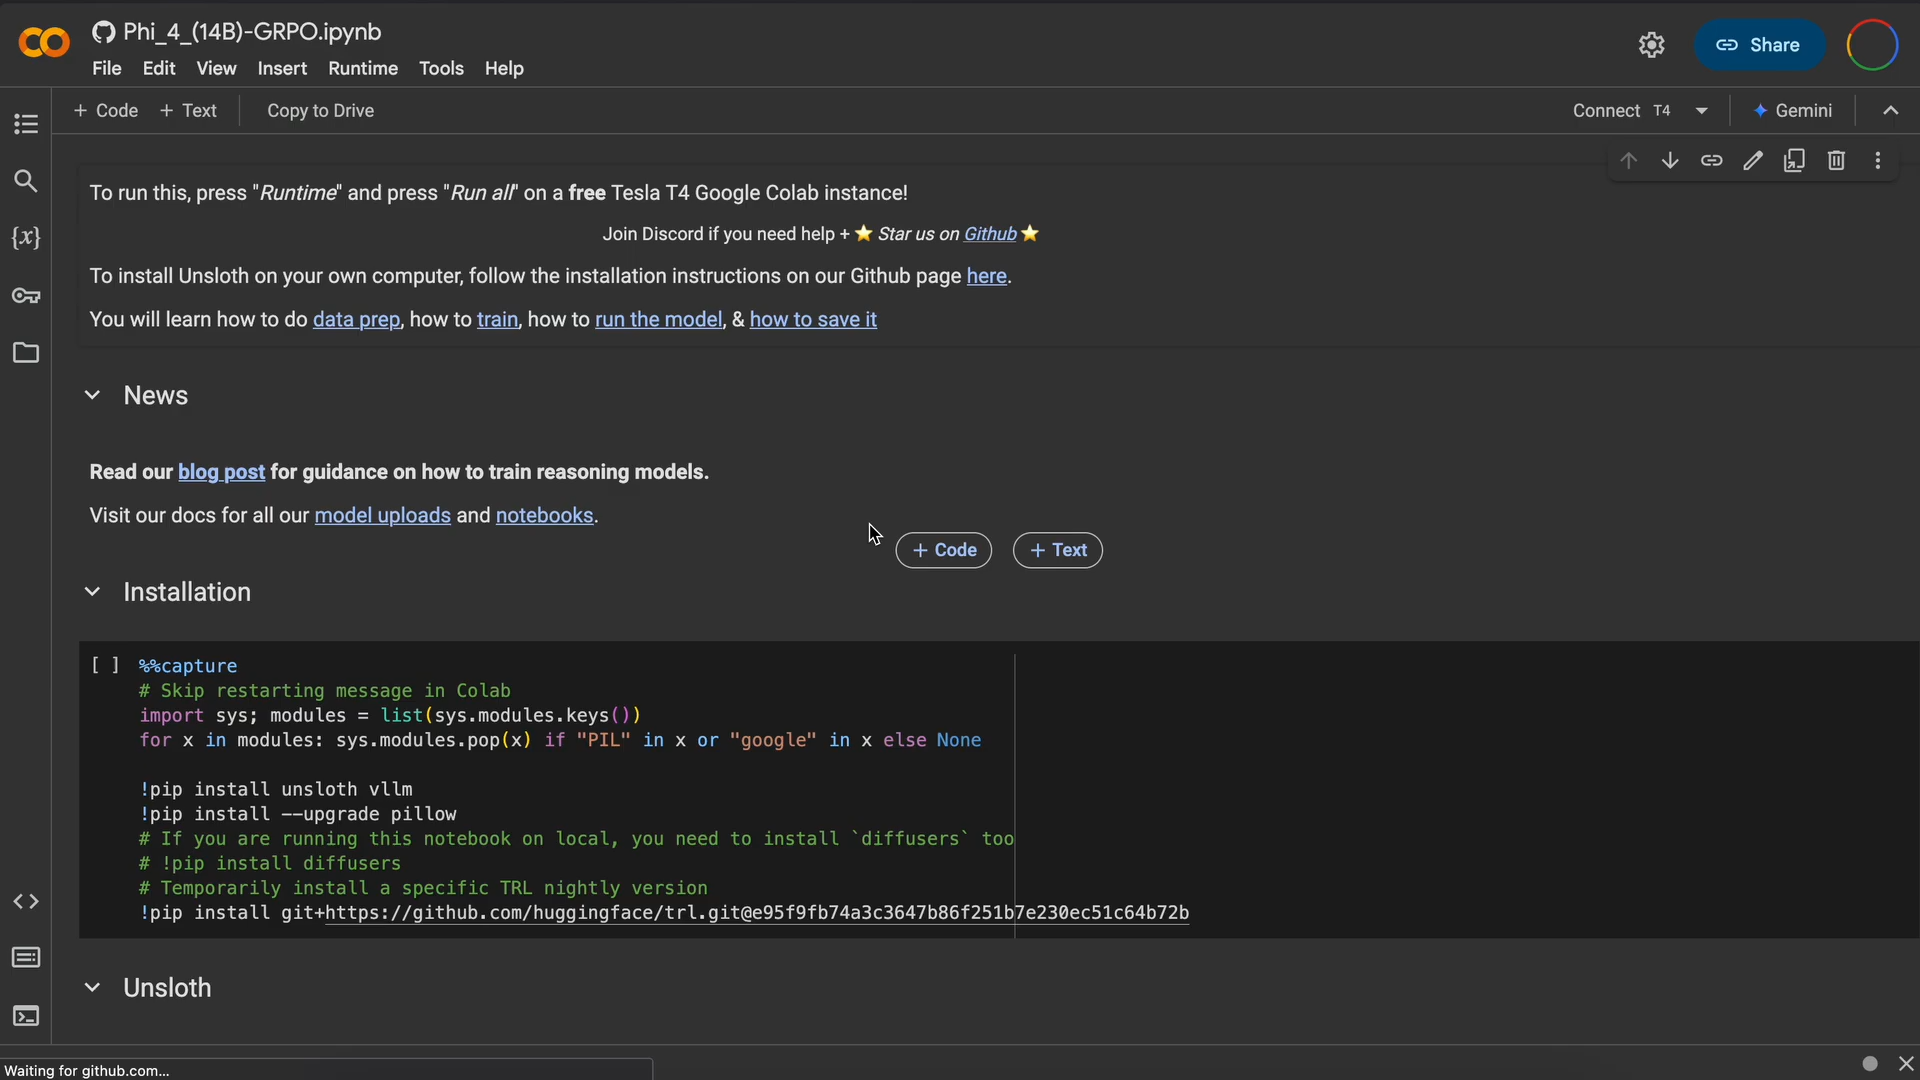 Phi_4_(14B)-GRPO.ipynb
File Edit View Insert Runtime Tools Help
Share
+ Code + Text Copy to Drive
Connect T4 Gemini
To run this, press "Runtime" and press "Run all" on a free Tesla T4 Google Colab instance!
Join Discord if you need help + ⭐ Star us on Github ⭐
To install Unsloth on your own computer, follow the installation instructions on our Github page here.
You will learn how to do data prep, how to train, how to run the model, & how to save it
News
Read our blog post for guidance on how to train reasoning models.
Visit our docs for all our model uploads and notebooks.
+ Code + Text
Installation
[ ] %%capture
# Skip restarting message in Colab
import sys; modules = list(sys.modules.keys())
for x in modules: sys.modules.pop(x) if "PIL" in x or "google" in x else None
!pip install unsloth vllm
!pip install --upgrade pillow
# If you are running this notebook on local, you need to install `diffusers` too
# !pip install diffusers
# Temporarily install a specific TRL nightly version
!pip install git+https://github.com/huggingface/trl.git@e95f9fb74a3c3647b86f251b7e230ec51c64b72b
Unsloth
Waiting for github.com...